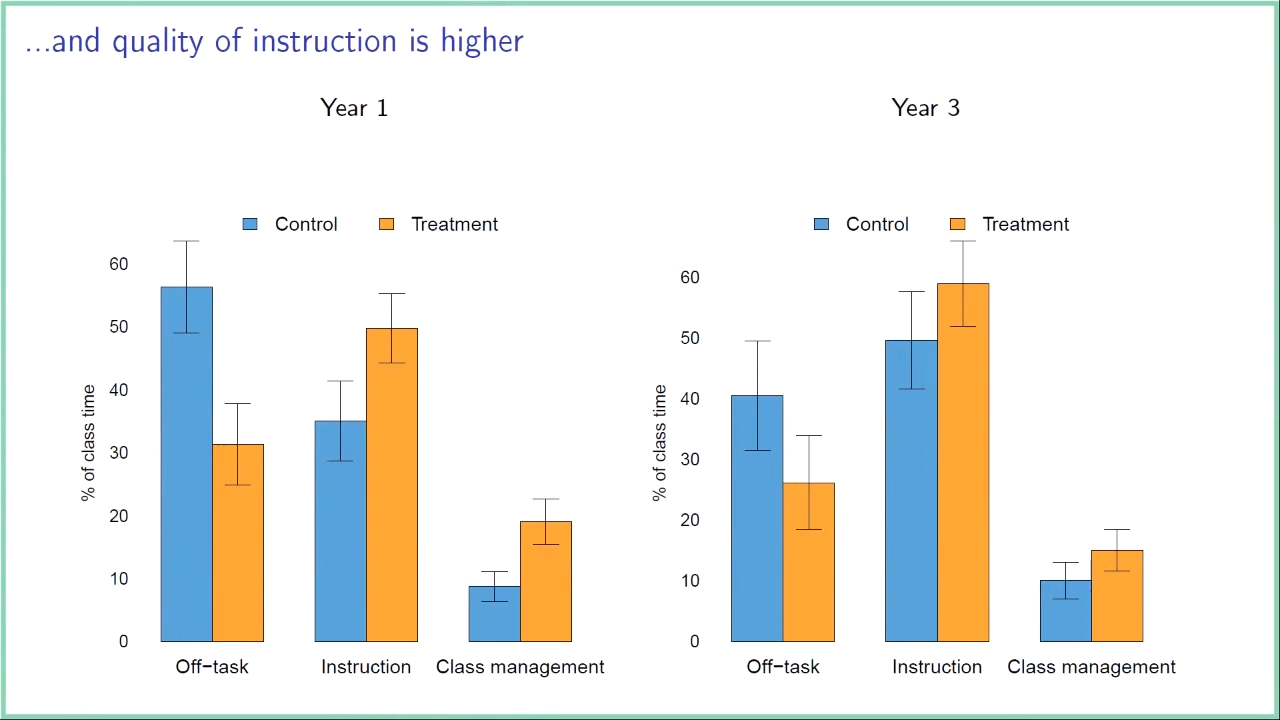 ...and quality of instruction is higher
Year 1
Control
Treatment
% of class time
60
50
40
30
20
10
0
Off−task
Instruction
Class management
Year 3
Control
Treatment
% of class time
60
50
40
30
20
10
0
Off−task
Instruction
Class management